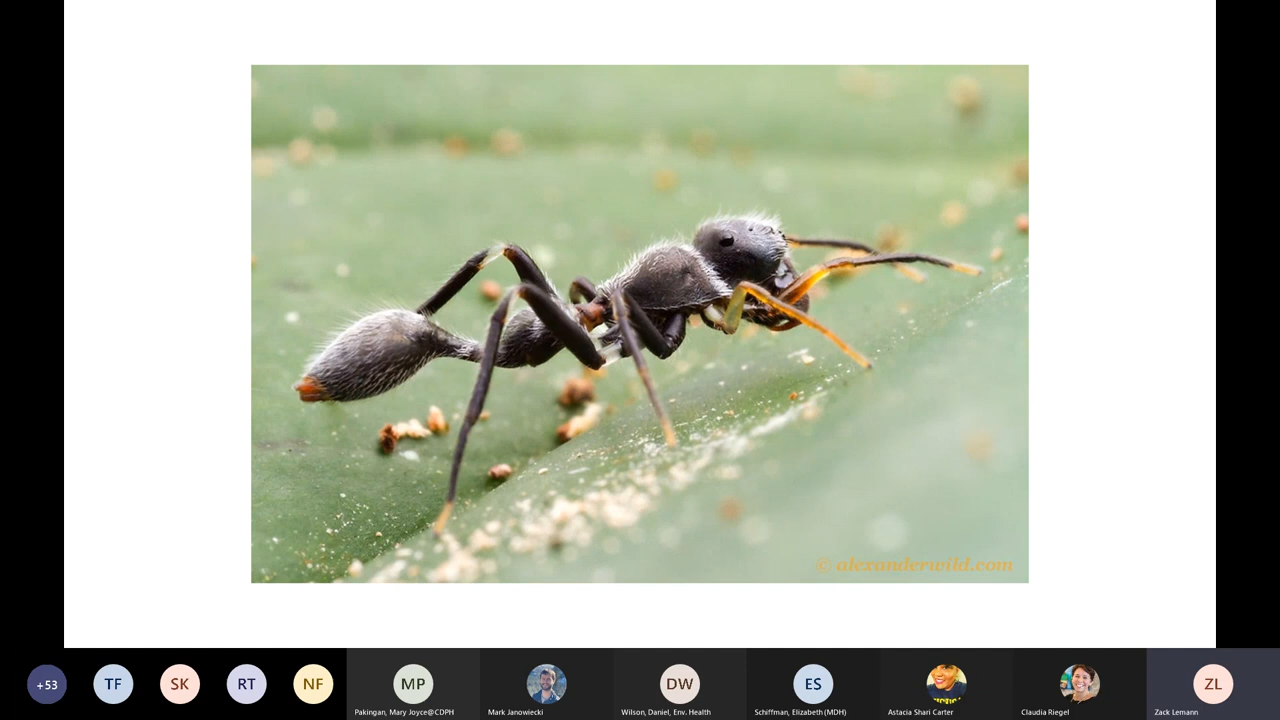 © alexanderwild.com
+53
TF
SK
RT
NF
MP
DW
ES
ZL
Pakingan, Mary Joyce@CDPH
Mark Janowiecki
Wilson, Daniel, Env. Health
Schiffman, Elizabeth (MDH)
Astacia Shari Carter
Claudia Riegel
Zack Lemann